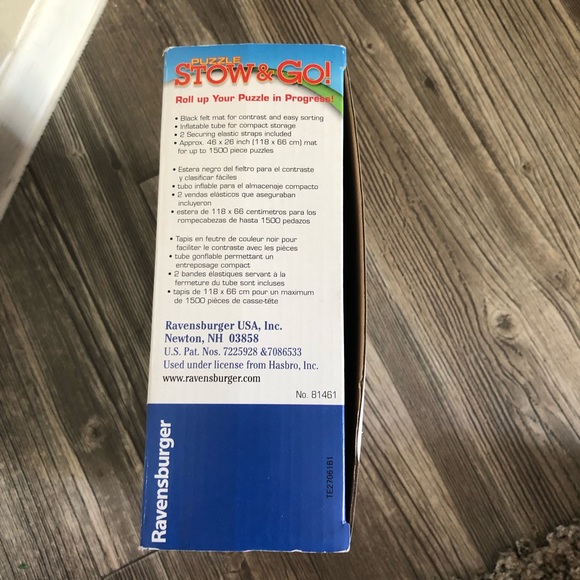 PUZZLE
STOW & GO!
Roll up Your Puzzle in Progress!
• Black felt mat for contrast and easy sorting
• Inflatable tube for compact storage
• 2 Securing elastic straps included
• Approx. 46 x 26 inch (118 x 66 cm) mat
for up to 1500 piece puzzles
• Estera negro del fieltro para el contraste
y clasificar fáciles
• tubo inflable para el almacenaje compacto
• 2 vendas elásticos que aseguraban
incluyeron
• estera de 118 x 66 centimetros para los
rompecabezas de hasta 1500 pedazos
• Tapis en feutre de couleur noir pour
faciliter le contraste avec les pièces
• tube gonflable permettant un
entreposage compact
• 2 bandes élastiques servant à la
fermeture du tube sont incluses
• tapis de 118 x 66 cm pour un maximum
de 1500 pièces de casse-tête
Ravensburger USA, Inc.
Newton, NH 03858
U.S. Pat. Nos. 7225928 &7086533
Used under license from Hasbro, Inc.
www.ravensburger.com
No. 81461
Ravensburger
TE2706181